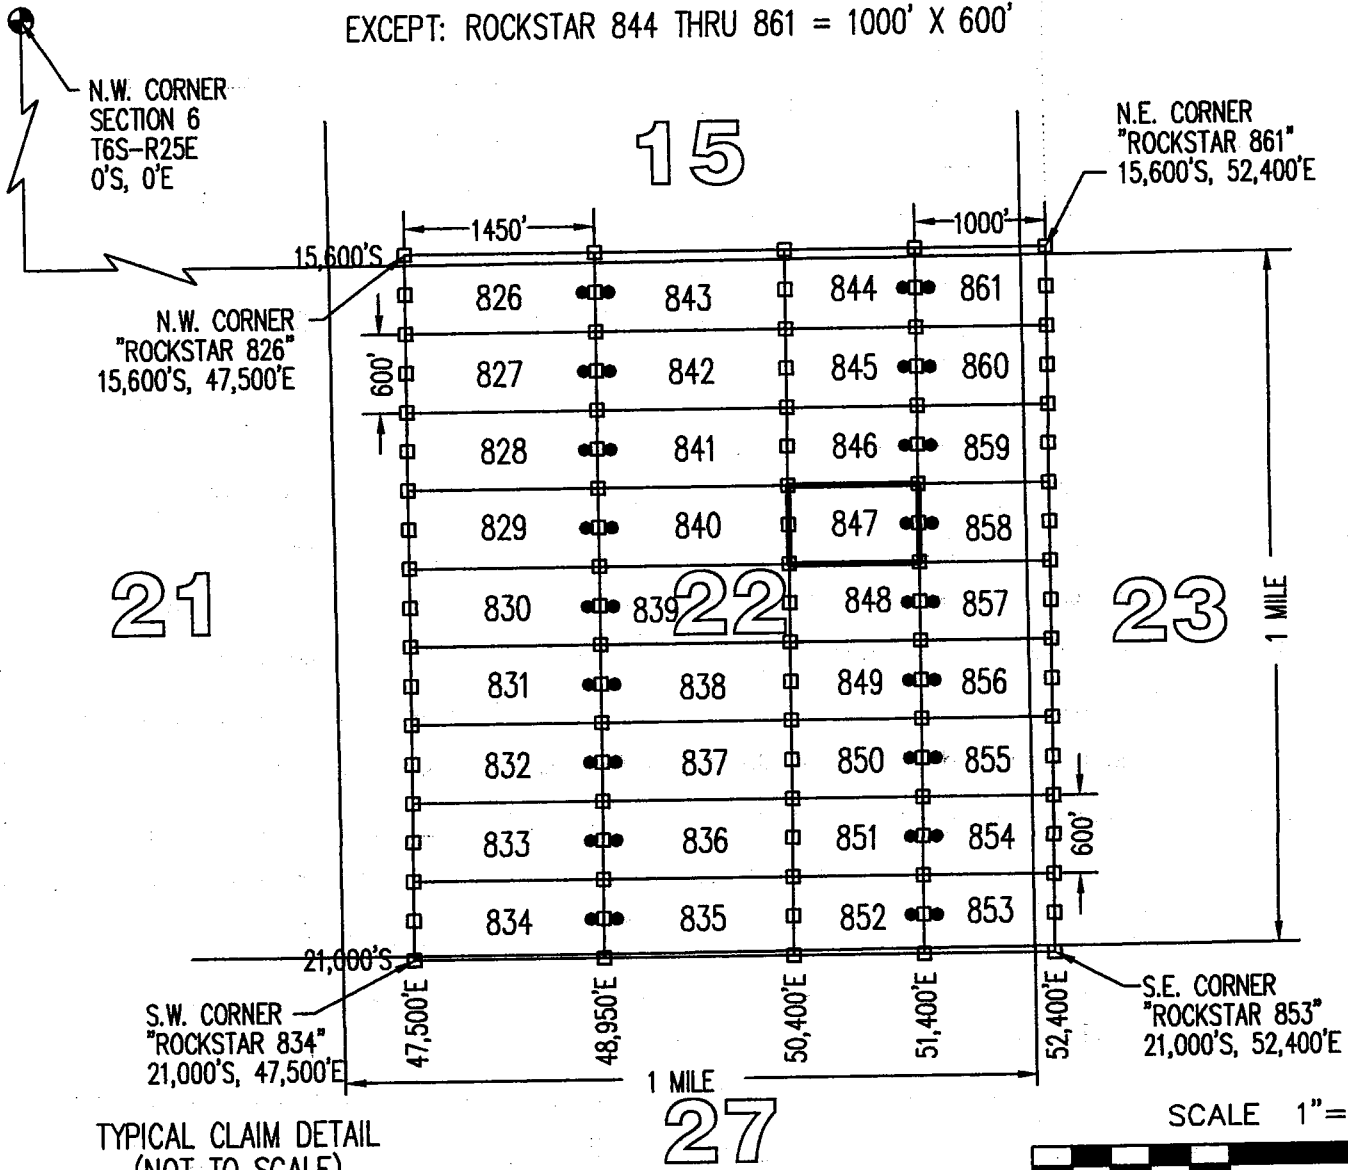 EXCEPT: ROCKSTAR 844 THRU 861 = 1000' X 600'
N.W. CORNER
SECTION 6
T6S-R25E
0'S, 0'E
15
N.E. CORNER
"ROCKSTAR 861"
15,600'S, 52,400'E
1450'
1000'
15,600'S
N.W. CORNER
"ROCKSTAR 826"
15,600'S, 47,500'E
600'
826 843 844 861
827 842 845 860
828 841 846 859
829 840 847 858
830 839 848 857
831 838 849 856
832 837 850 855
833 836 851 854
834 835 852 853
21
22
23
1 MILE
600'
21,000'S
S.W. CORNER
"ROCKSTAR 834"
21,000'S, 47,500'E
47,500'E
48,950'E
50,400'E
51,400'E
52,400'E
S.E. CORNER
"ROCKSTAR 853"
21,000'S, 52,400'E
1 MILE
27
TYPICAL CLAIM DETAIL
(NOT TO SCALE)
SCALE 1"=